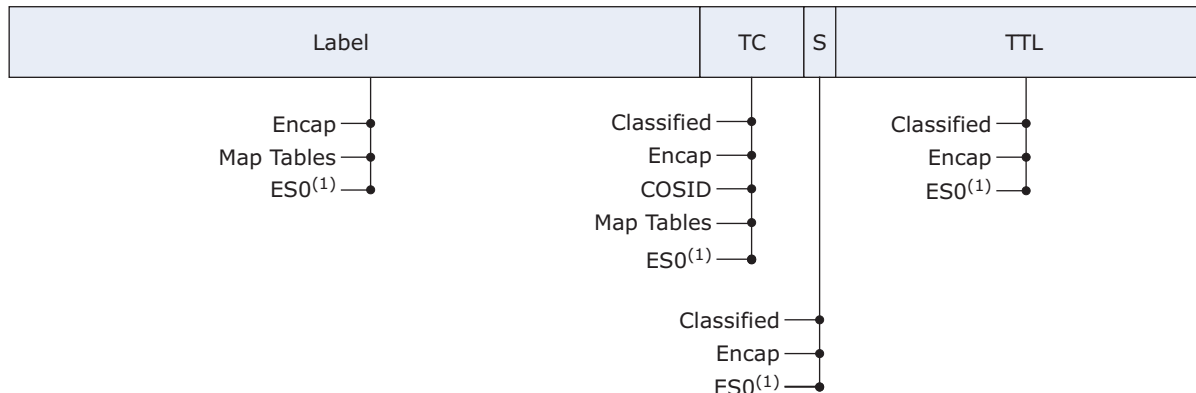 Label TC S TTL
Encap
Map Tables
ES0(1)
Classified
Encap
COSID
Map Tables
ES0(1)
Classified
Encap
ES0(1)
Classified
Encap
ES0(1)